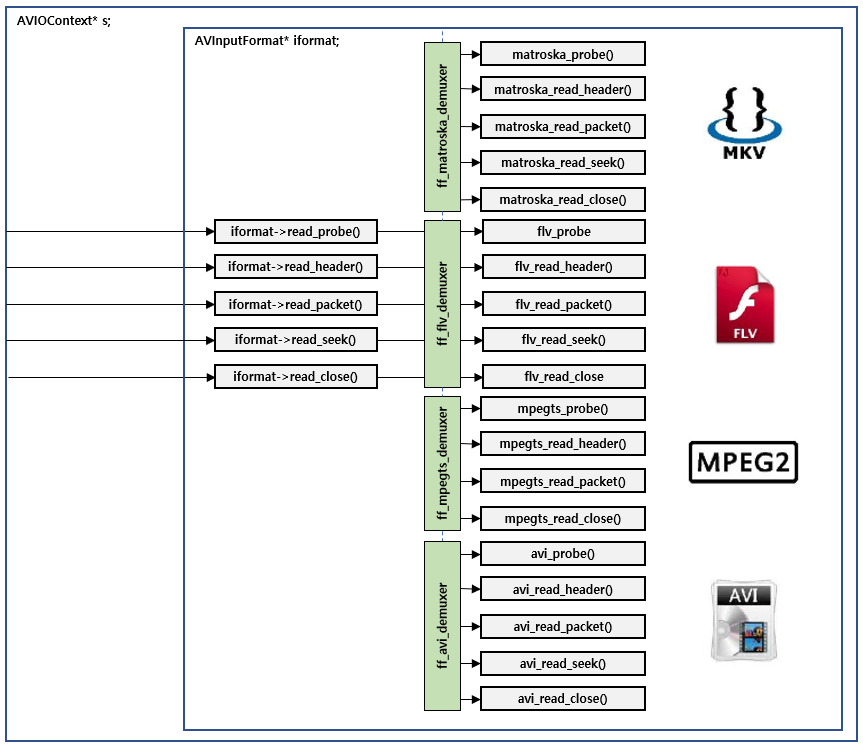 AVIOContext* s;
AVInputFormat* iformat;
ff_matroska_demuxer
matroska_probe()
matroska_read_header()
matroska_read_packet()
matroska_read_seek()
matroska_read_close()
MKV
iformat->read_probe()
iformat->read_header()
iformat->read_packet()
iformat->read_seek()
iformat->read_close()
ff_flv_demuxer
flv_probe
flv_read_header()
flv_read_packet()
flv_read_seek()
flv_read_close
FLV
ff_mpegts_demuxer
mpegts_probe()
mpegts_read_header()
mpegts_read_packet()
mpegts_read_close()
MPEG2
ff_avi_demuxer
avi_probe()
avi_read_header()
avi_read_packet()
avi_read_seek()
avi_read_close()
AVI